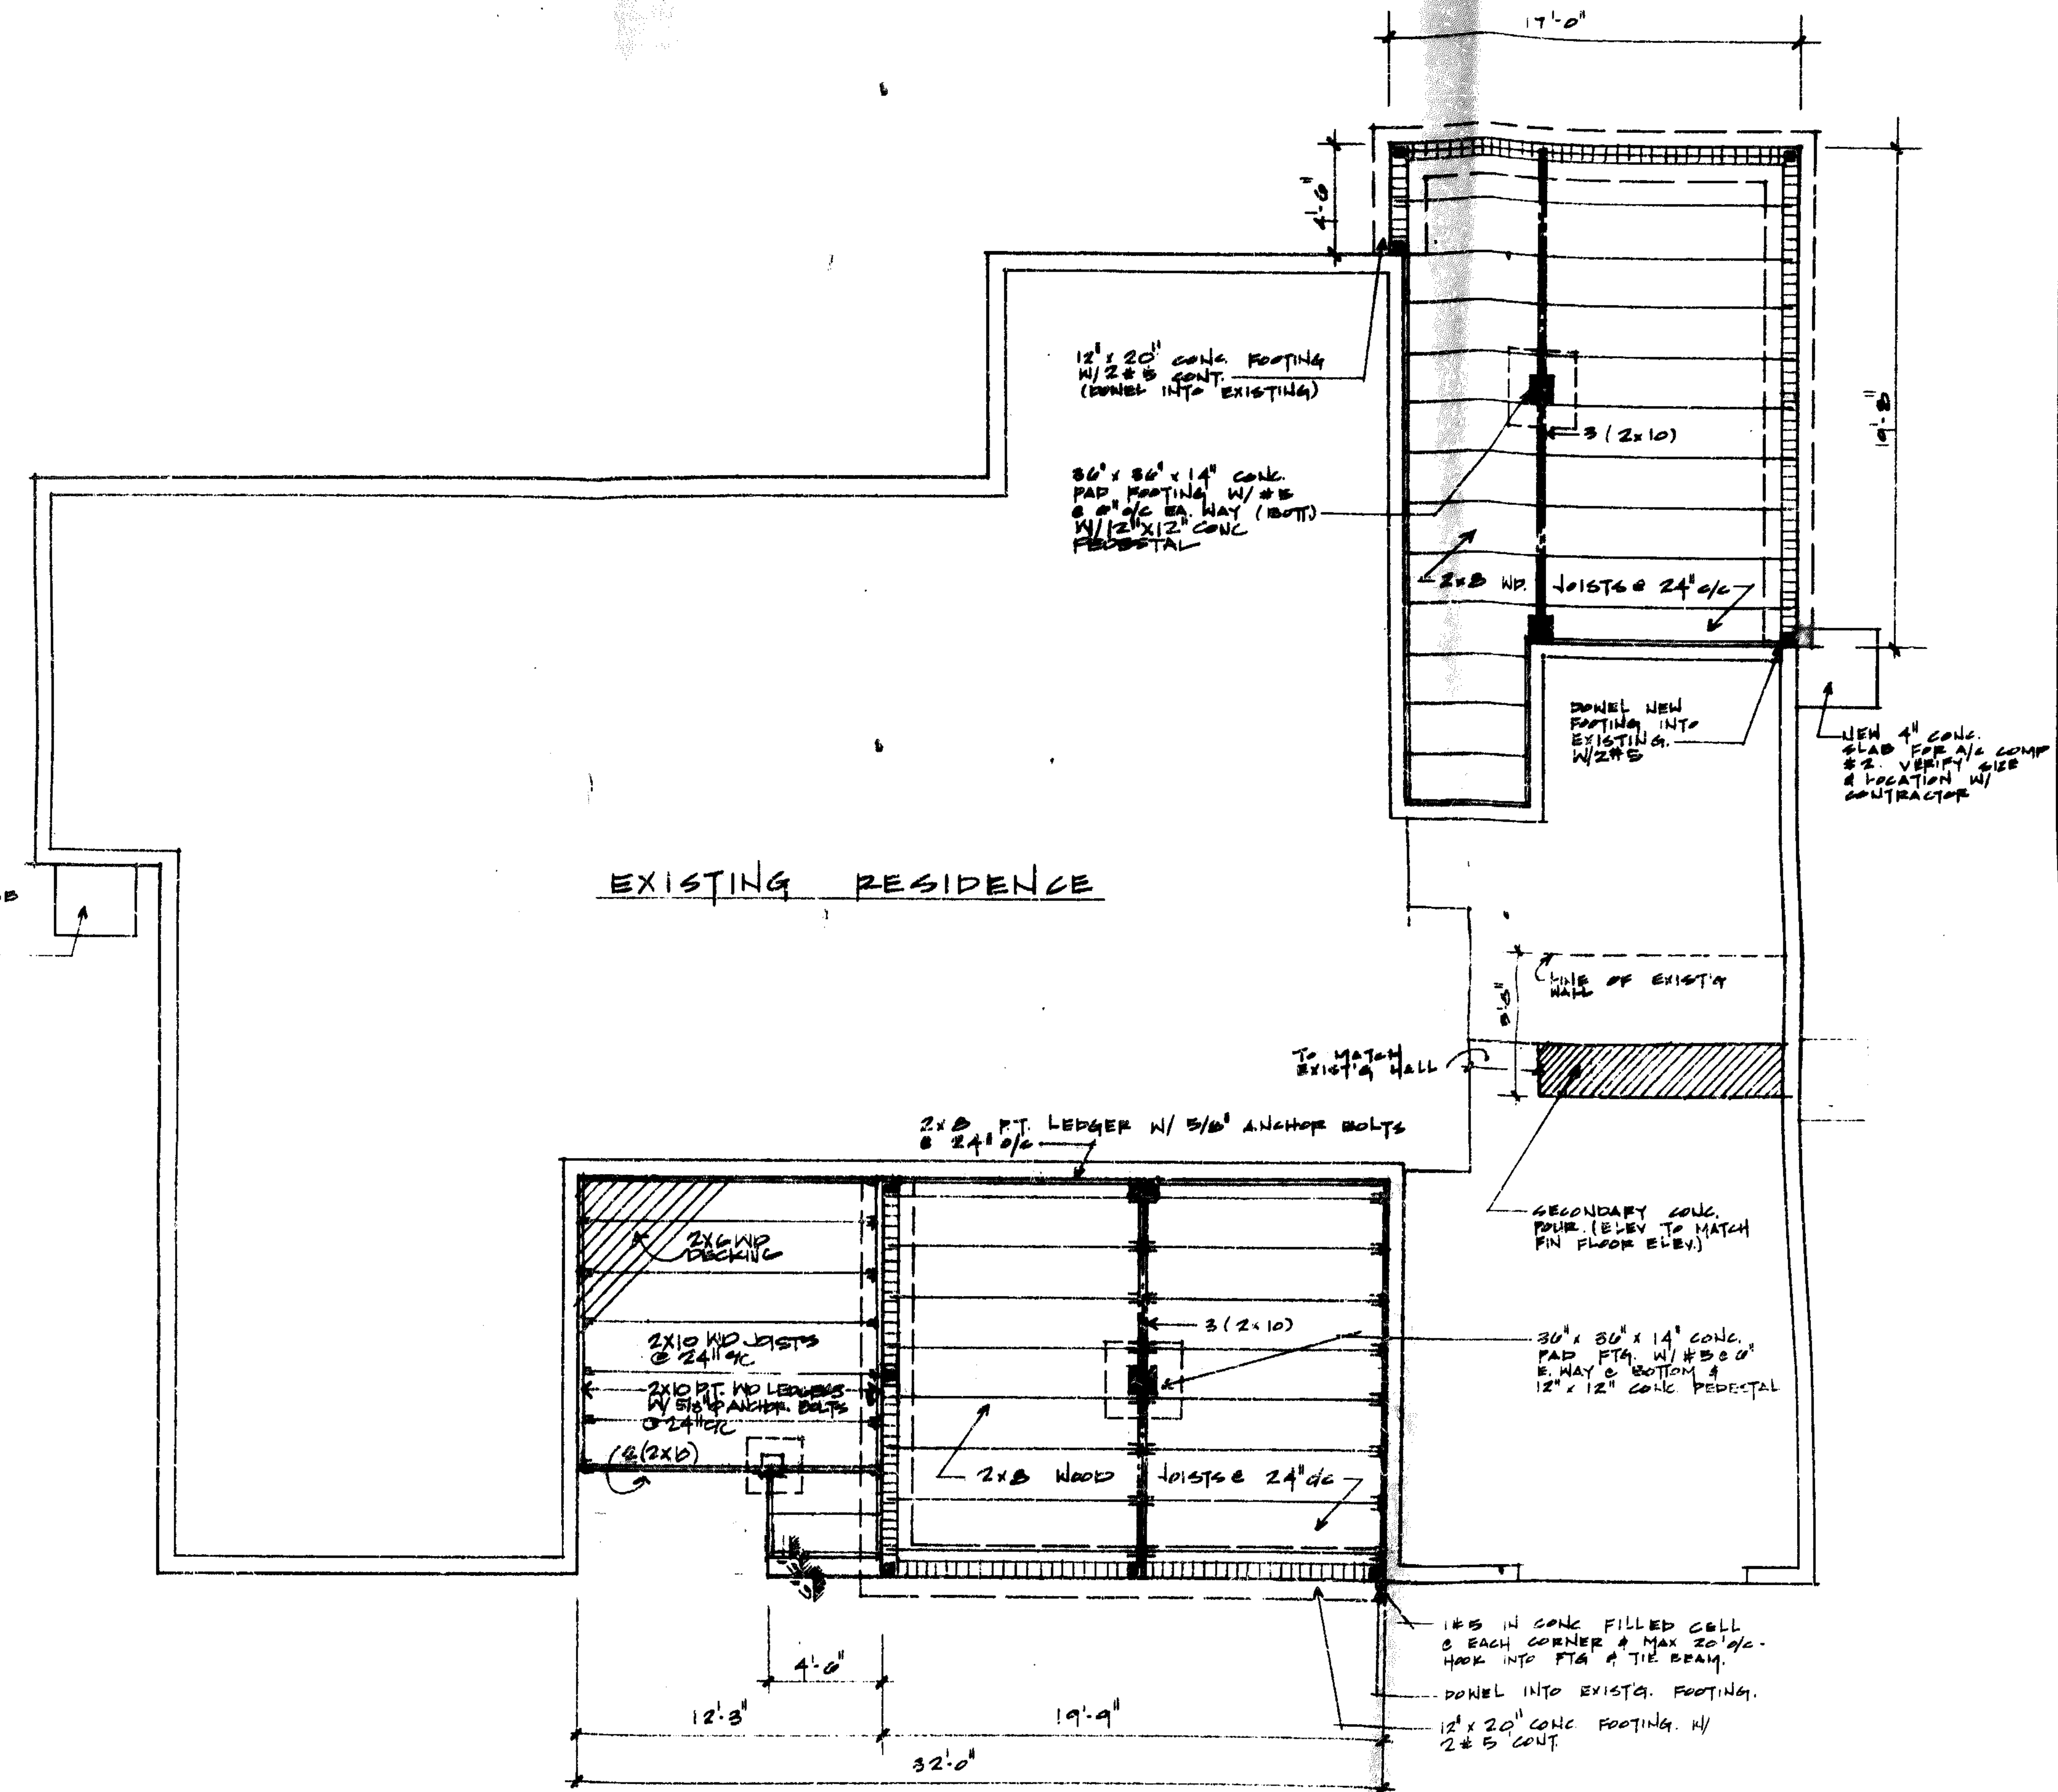 17'-0"
4'-6"
12" x 20" CONC. FOOTING
W/ 2 # 5 CONT.
(DOWEL INTO EXISTING)
3 (2x10)
19'-8"
36" x 36" x 14" CONC.
PAD FOOTING W/ #5
@ 6" o/c EA. WAY (BOTT.)
W/ 12"x12" CONC
PEDESTAL
2x8 WD. JOISTS @ 24" o/c
DOWEL NEW
FOOTING INTO
EXISTING.
W/2#5
NEW 4" CONC.
SLAB FOR A/C COMP
# 2. VERIFY SIZE
& LOCATION W/
CONTRACTOR
EXISTING RESIDENCE
LINE OF EXIST'G
WALL
TO MATCH
EXIST'G WALL
2x8 P.T. LEDGER W/ 5/8" ANCHOR BOLTS
@ 24" o/c
SECONDARY CONC.
POUR. (ELEV TO MATCH
FIN FLOOR ELEV.)
2X6 WD
DECKING
3 (2x10)
2X10 WD JOISTS
@ 24" OC
36" x 36" x 14" CONC.
PAD FTG. W/ #5 @ 6"
E. WAY @ BOTTOM &
12" x 12" CONC. PEDESTAL
2X10 P.T. WD LEDGERS
W/ 5/8"φ ANCHOR. BOLTS
@ 24" OC
2x8 WOOD JOISTS @ 24" o/c
1#5 IN CONC FILLED CELL
@ EACH CORNER & MAX 20' o/c -
HOOK INTO FTG & TIE BEAM.
4'-6"
DOWEL INTO EXIST'G. FOOTING.
12'-3"
19'-9"
12" x 20" CONC. FOOTING. W/
2 # 5 CONT.
32'-0"